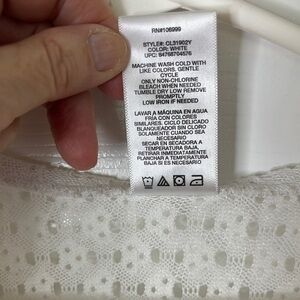 RN#106999
STYLE#: CL31902Y
COLOR: WHITE
UPC: 84768704576
MACHINE WASH COLD WITH
LIKE COLORS. GENTLE
CYCLE
ONLY NON-CHLORINE
BLEACH WHEN NEEDED
TUMBLE DRY LOW REMOVE
PROMPTLY
LOW IRON IF NEEDED
LAVAR A MÁQUINA EN AGUA
FRÍA CON COLORES
SIMILARES. CICLO DELICADO
BLANQUEADOR SIN CLORO
SOLAMENTE CUANDO SEA
NECESARIO
SECAR EN SECADORA A
TEMPERATURA BAJA,
RETIRAR INMEDIATAMENTE
PLANCHAR A TEMPERATURA
BAJA SI ES NECESARIO